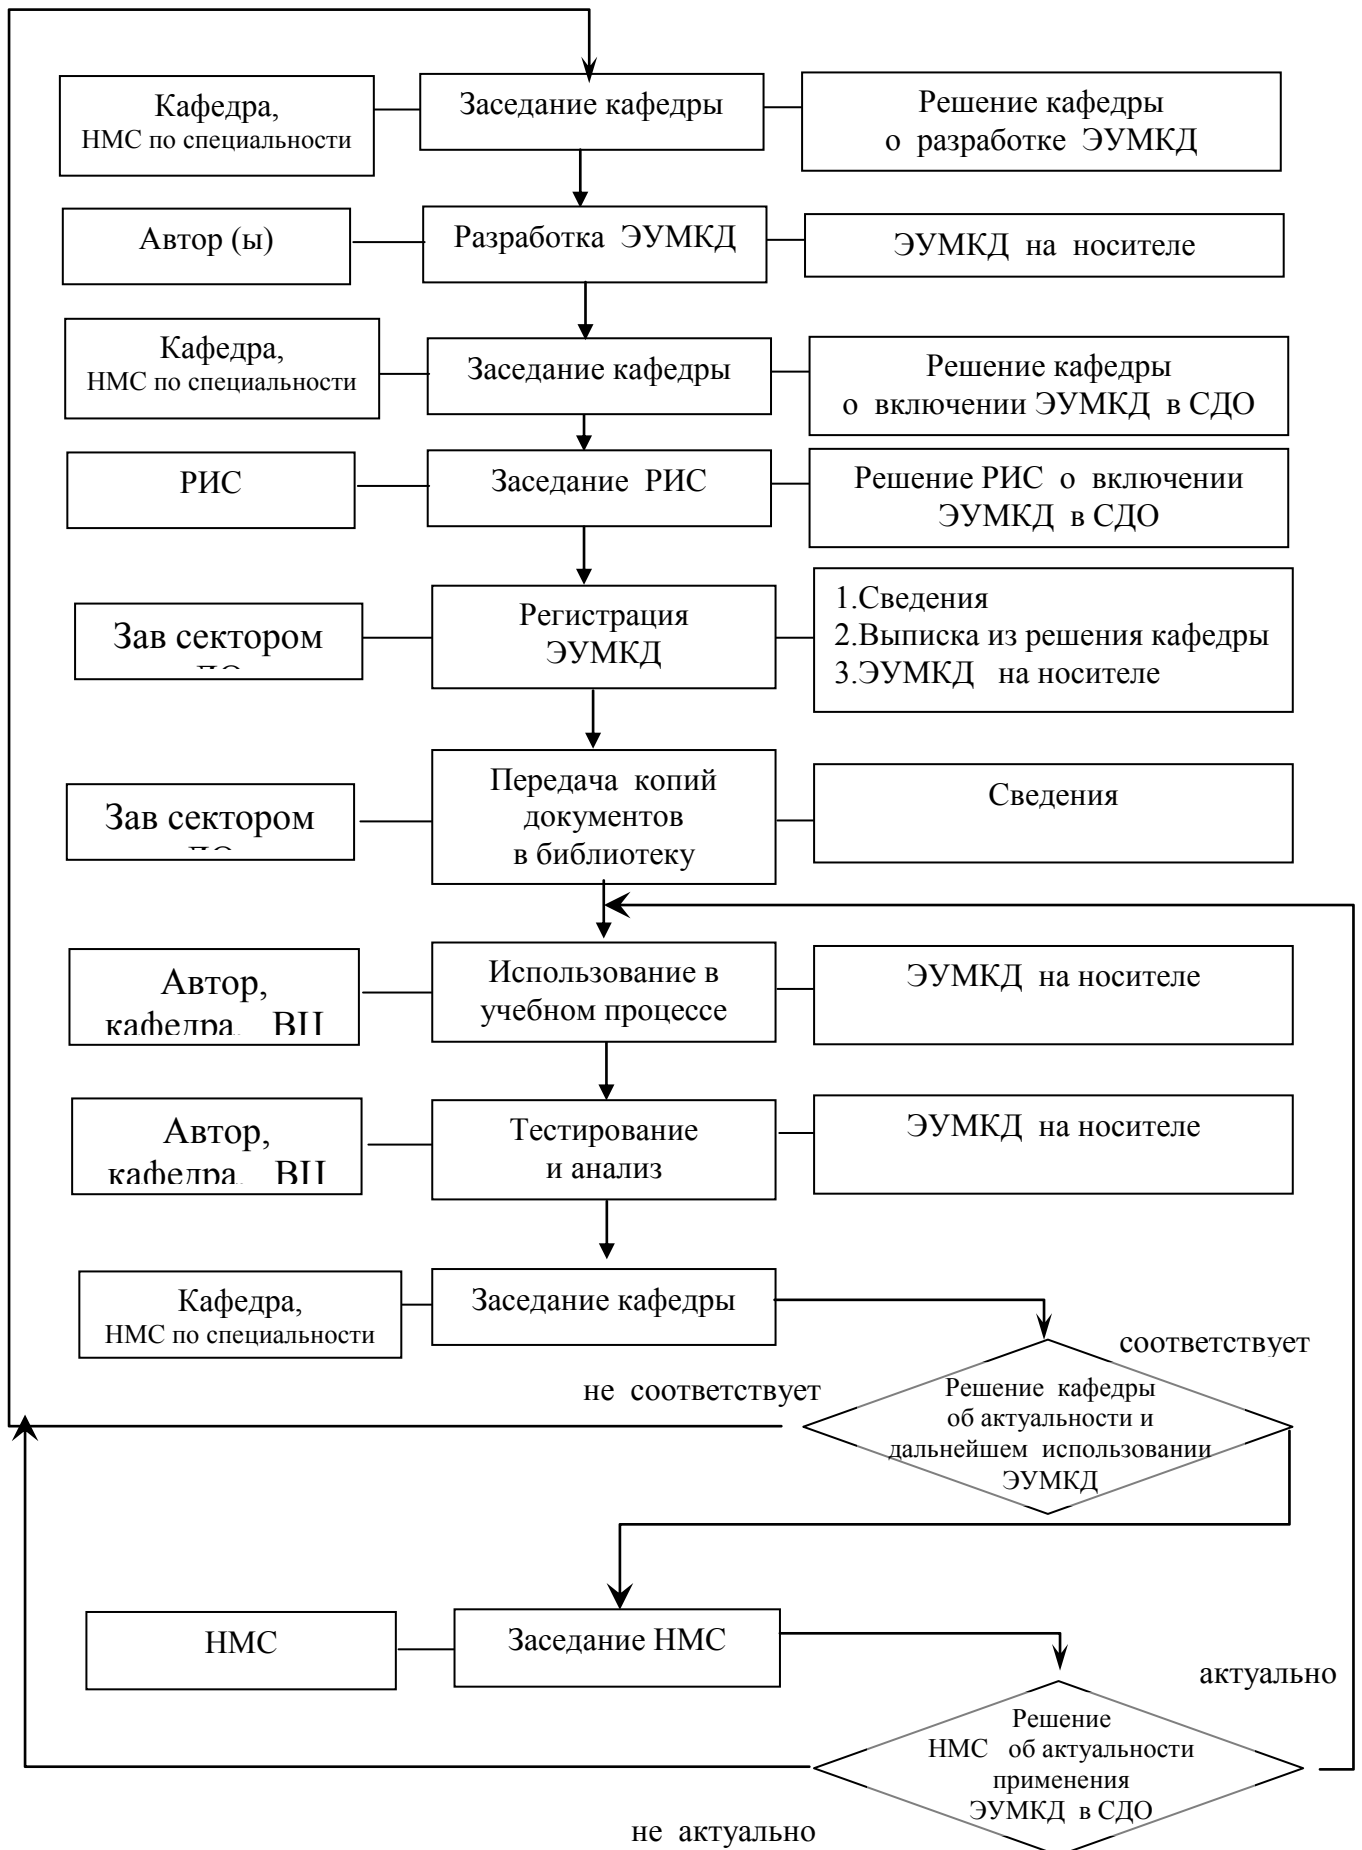 Кафедра,
НМС по специальности
Заседание кафедры
Решение кафедры
о разработке ЭУМКД
Автор (ы)
Разработка ЭУМКД
ЭУМКД на носителе
Кафедра,
НМС по специальности
Заседание кафедры
Решение кафедры
о включении ЭУМКД в СДО
РИС
Заседание РИС
Решение РИС о включении
ЭУМКД в СДО
Зав сектором
Регистрация
ЭУМКД
1.Сведения
2.Выписка из решения кафедры
3.ЭУМКД на носителе
Зав сектором
Передача копий
документов
в библиотеку
Сведения
Автор,
кафедра, ВЦ
Использование в
учебном процессе
ЭУМКД на носителе
Автор,
кафедра, ВЦ
Тестирование
и анализ
ЭУМКД на носителе
Кафедра,
НМС по специальности
Заседание кафедры
соответствует
не соответствует
Решение кафедры
об актуальности и
дальнейшем использовании
ЭУМКД
НМС
Заседание НМС
актуально
Решение
НМС об актуальности
применения
ЭУМКД в СДО
не актуально